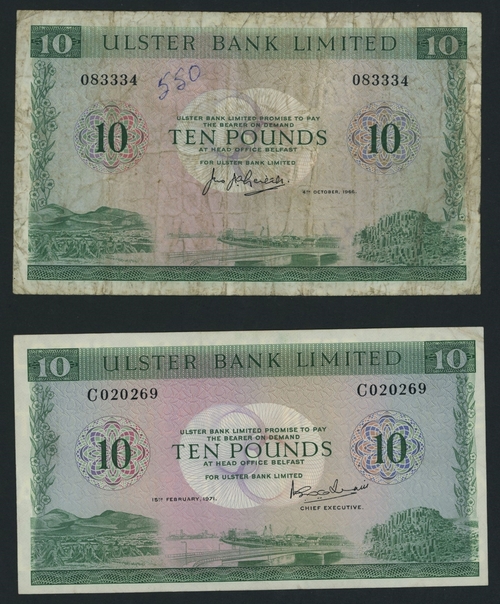 10 ULSTER BANK LIMITED 10
083334 550 083334
ULSTER BANK LIMITED PROMISE TO PAY
THE BEARER ON DEMAND
10 TEN POUNDS 10
AT HEAD OFFICE BELFAST
FOR ULSTER BANK LIMITED
4TH OCTOBER, 1966.
10 ULSTER BANK LIMITED 10
C020269 C020269
ULSTER BANK LIMITED PROMISE TO PAY
THE BEARER ON DEMAND
10 TEN POUNDS 10
AT HEAD OFFICE BELFAST
FOR ULSTER BANK LIMITED
15TH FEBRUARY, 1971.
CHIEF EXECUTIVE.